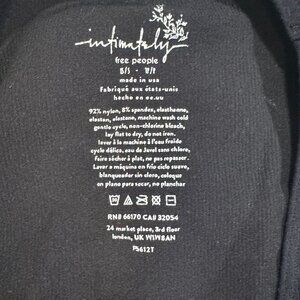 intimately
free people
made in usa
Fabriqué aux états-unis
hecho en ee.uu
92% nylon, 8% spandex, elasthanne,
elastan, elastano, machine wash cold
gentle cycle, non-chlorine bleach,
lay flat to dry, do not iron.
laver à la machine à l'eau froide
cycle délica, eau de javel sans chlore,
Faire sécher à plat, ne pas repasser.
Lavar a máquina en frío ciclo suave,
blanqueador sin cloro, coloque
en plano para secar, no planchar
RN# 66170 CA# 32054
24 market place, 3rd floor
london, UK W1W8AN
F5612T